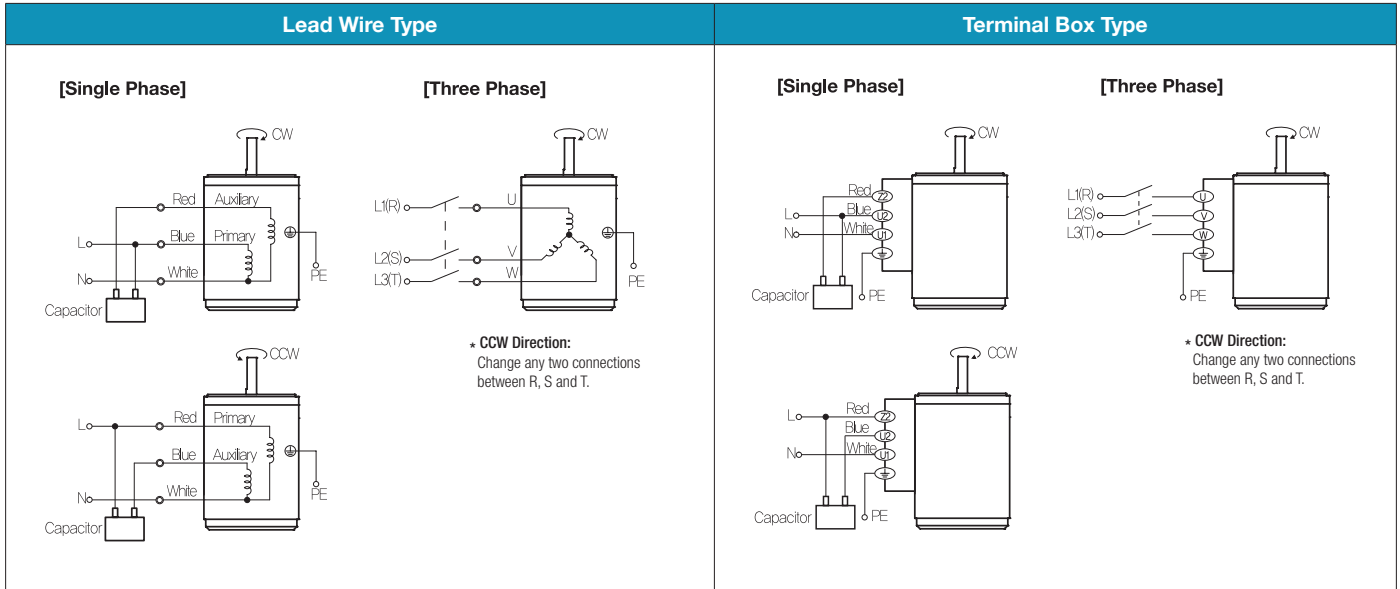 Lead Wire Type
[Single Phase]
CW
Red Auxiliary
L Blue Primary
N White
PE
Capacitor
CCW
Red Primary
L
Blue Auxiliary
N White
PE
Capacitor
[Three Phase]
CW
L1(R) U
L2(S) V
L3(T) W
PE
* CCW Direction:
Change any two connections
between R, S and T.
Terminal Box Type
[Single Phase]
CW
Red Z2
L Blue U2
N White U1
Capacitor PE
CCW
L Red Z2
Blue U2
N White U1
Capacitor PE
[Three Phase]
CW
L1(R) U
L2(S) V
L3(T) W
PE
* CCW Direction:
Change any two connections
between R, S and T.